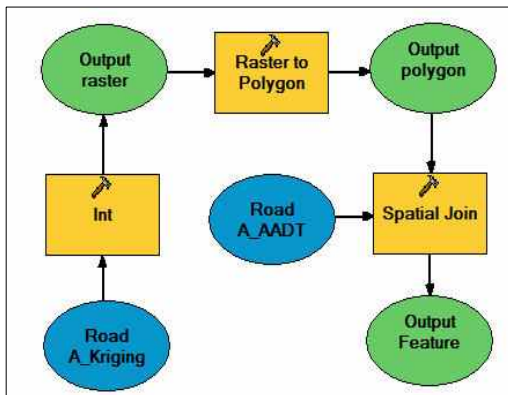 Output
raster
Raster to
Polygon
Output
polygon
Int
Road
A_AADT
Spatial Join
Road
A_Kriging
Output
Feature